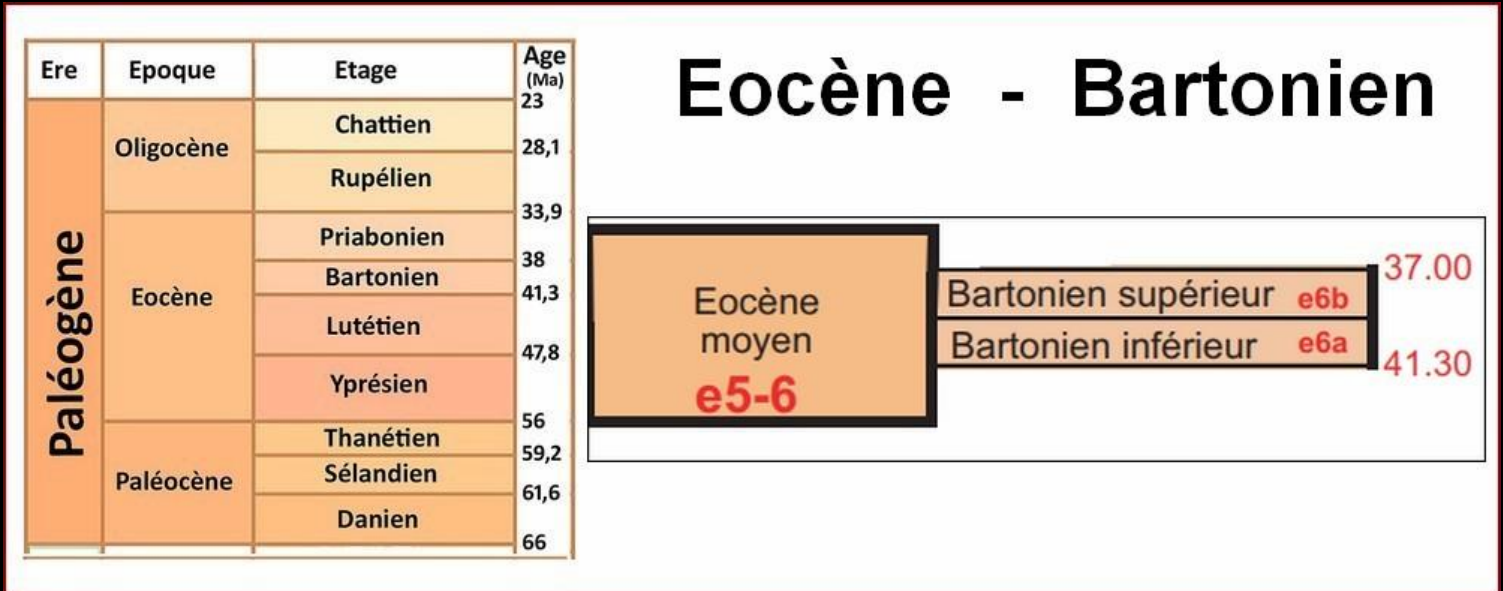 Eocène - Bartonien
Ere Epoque Etage Age
(Ma)
23
Chattien
Oligocène
28,1
Rupélien
33,9
Priabonien
38
Bartonien
Eocène
41,3
Lutétien
47,8
Yprésien
56
Thanétien
59,2
Paléocène
Sélandien
61,6
Danien
66
Paléogène
Eocène
moyen
e5-6
Bartonien supérieur e6b
Bartonien inférieur e6a
37.00
41.30